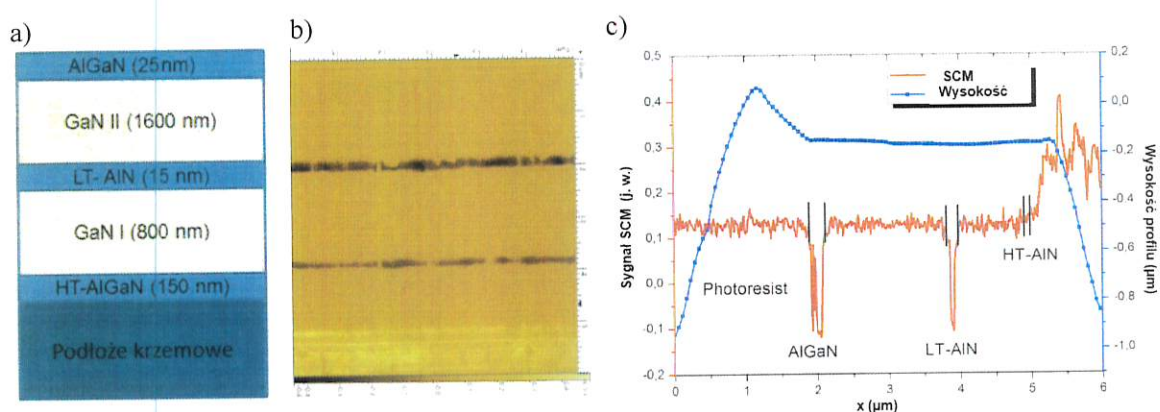 a)
AlGaN (25nm)
GaN II (1600 nm)
LT- AlN (15 nm)
GaN I (800 nm)
HT-AlGaN (150 nm)
Podłoże krzemowe
b)
c)
Sygnał SCM (j. w.)
0,5
0,4
0,3
0,2
0,1
0,0
-0,1
-0,2
SCM
Wysokość
Photoresist
AlGaN
LT-AlN
HT-AlN
0 1 2 3 4 5 6
x (µm)
0,2
0,0
-0,2
-0,4
-0,6
-0,8
-1,0
Wysokość profilu (µm)